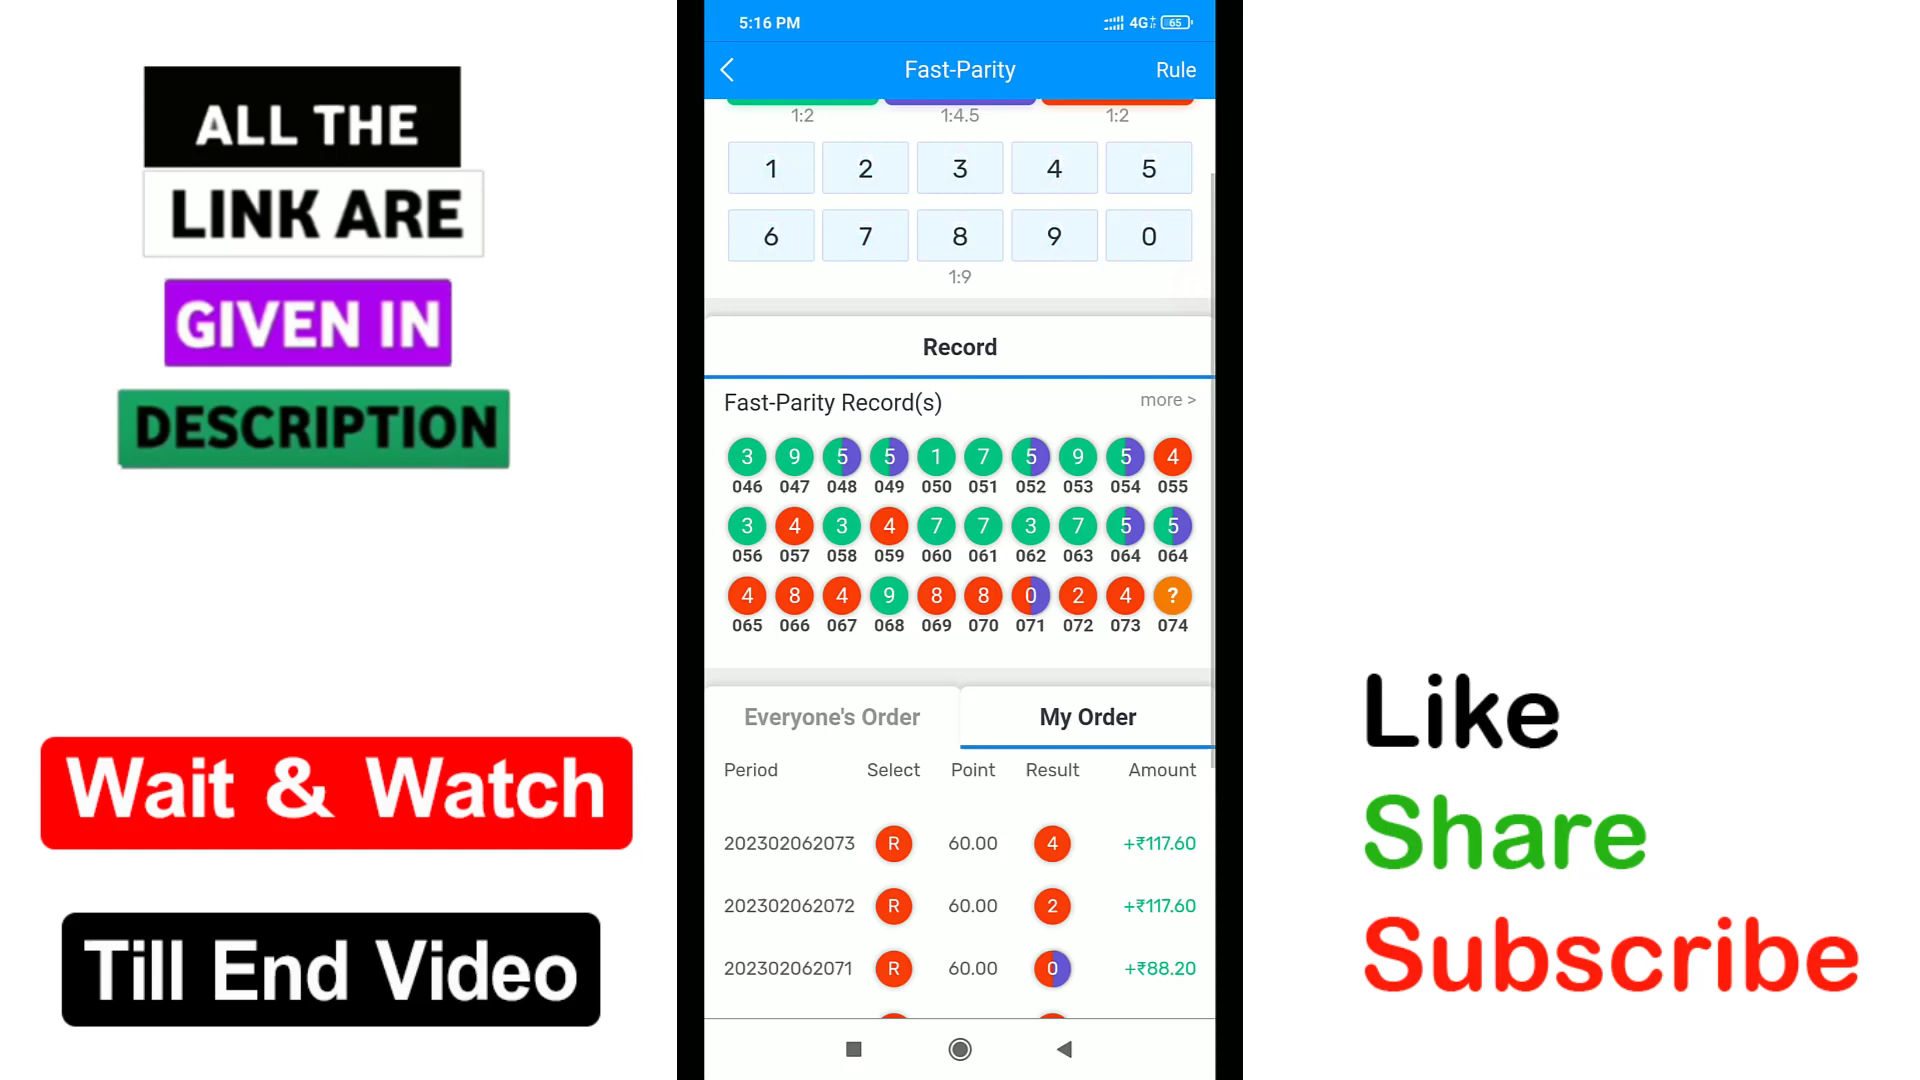 ALL THE
LINK ARE
GIVEN IN
DESCRIPTION
Wait & Watch
Till End Video
5:16 PM 4G+ 65
Fast-Parity Rule
1:2 1:4.5 1:2
1 2 3 4 5
6 7 8 9 0
1:9
Record
Fast-Parity Record(s) more >
3 9 5 5 1 7 5 9 5 4
046 047 048 049 050 051 052 053 054 055
3 4 3 4 7 7 3 7 5 5
056 057 058 059 060 061 062 063 064 064
4 8 4 9 8 8 0 2 4 ?
065 066 067 068 069 070 071 072 073 074
Everyone's Order My Order
Period Select Point Result Amount
202302062073 R 60.00 4 +₹117.60
202302062072 R 60.00 2 +₹117.60
202302062071 R 60.00 0 +₹88.20
Like
Share
Subscribe